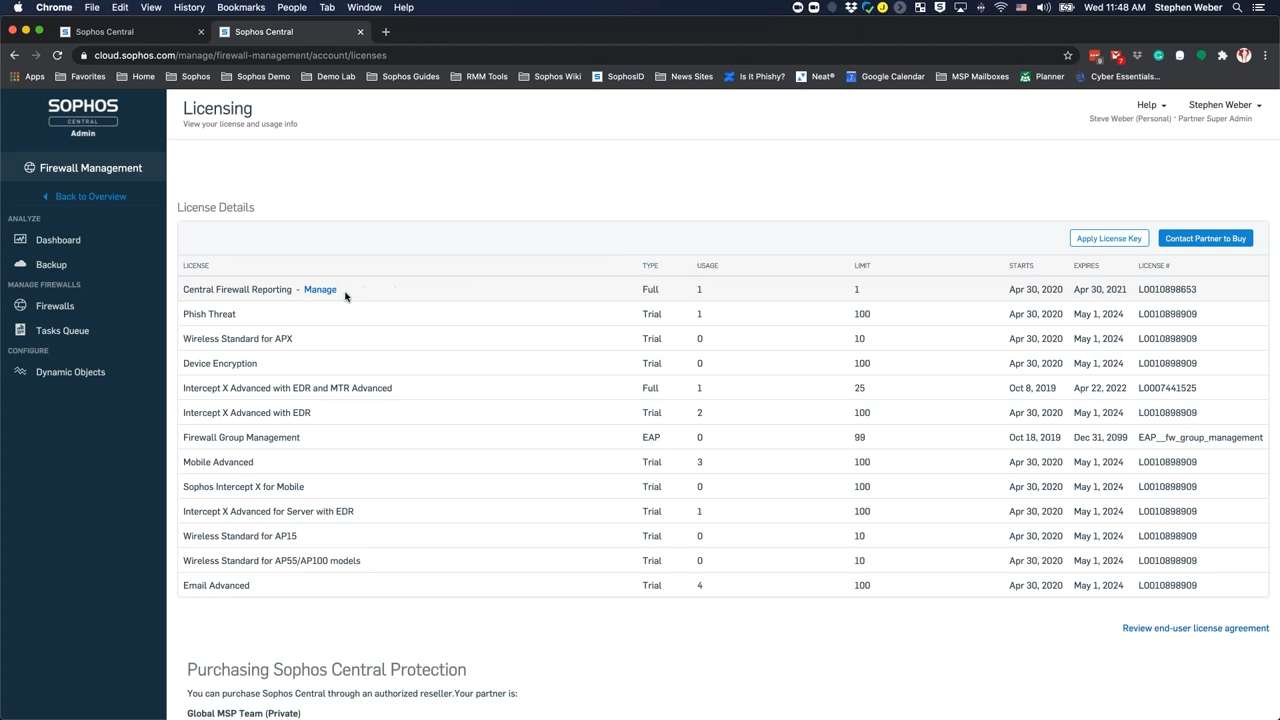 Chrome File Edit View History Bookmarks People Tab Window Help
Wed 11:48 AM Stephen Weber
Sophos Central
Sophos Central
cloud.sophos.com/manage/firewall-management/account/licenses
Apps Favorites Home Sophos Sophos Demo Demo Lab Sophos Guides RMM Tools Sophos Wiki SophosID News Sites Is It Phishy? Neat® Google Calendar MSP Mailboxes Planner Cyber Essentials...
SOPHOS
CENTRAL
Admin
Firewall Management
Back to Overview
ANALYZE
Dashboard
Backup
MANAGE FIREWALLS
Firewalls
Tasks Queue
CONFIGURE
Dynamic Objects
Licensing
View your license and usage info
Help Stephen Weber
Steve Weber (Personal) · Partner Super Admin
License Details
Apply License Key Contact Partner to Buy
LICENSE TYPE USAGE LIMIT STARTS EXPIRES LICENSE #
Central Firewall Reporting - Manage Full 1 1 Apr 30, 2020 Apr 30, 2021 L0010898653
Phish Threat Trial 1 100 Apr 30, 2020 May 1, 2024 L0010898909
Wireless Standard for APX Trial 0 10 Apr 30, 2020 May 1, 2024 L0010898909
Device Encryption Trial 0 100 Apr 30, 2020 May 1, 2024 L0010898909
Intercept X Advanced with EDR and MTR Advanced Full 1 25 Oct 8, 2019 Apr 22, 2022 L0007441525
Intercept X Advanced with EDR Trial 2 100 Apr 30, 2020 May 1, 2024 L0010898909
Firewall Group Management EAP 0 99 Oct 18, 2019 Dec 31, 2099 EAP__fw_group_management
Mobile Advanced Trial 3 100 Apr 30, 2020 May 1, 2024 L0010898909
Sophos Intercept X for Mobile Trial 0 100 Apr 30, 2020 May 1, 2024 L0010898909
Intercept X Advanced for Server with EDR Trial 1 100 Apr 30, 2020 May 1, 2024 L0010898909
Wireless Standard for AP15 Trial 0 10 Apr 30, 2020 May 1, 2024 L0010898909
Wireless Standard for AP55/AP100 models Trial 0 10 Apr 30, 2020 May 1, 2024 L0010898909
Email Advanced Trial 4 100 Apr 30, 2020 May 1, 2024 L0010898909
Review end-user license agreement
Purchasing Sophos Central Protection
You can purchase Sophos Central through an authorized reseller.Your partner is:
Global MSP Team (Private)